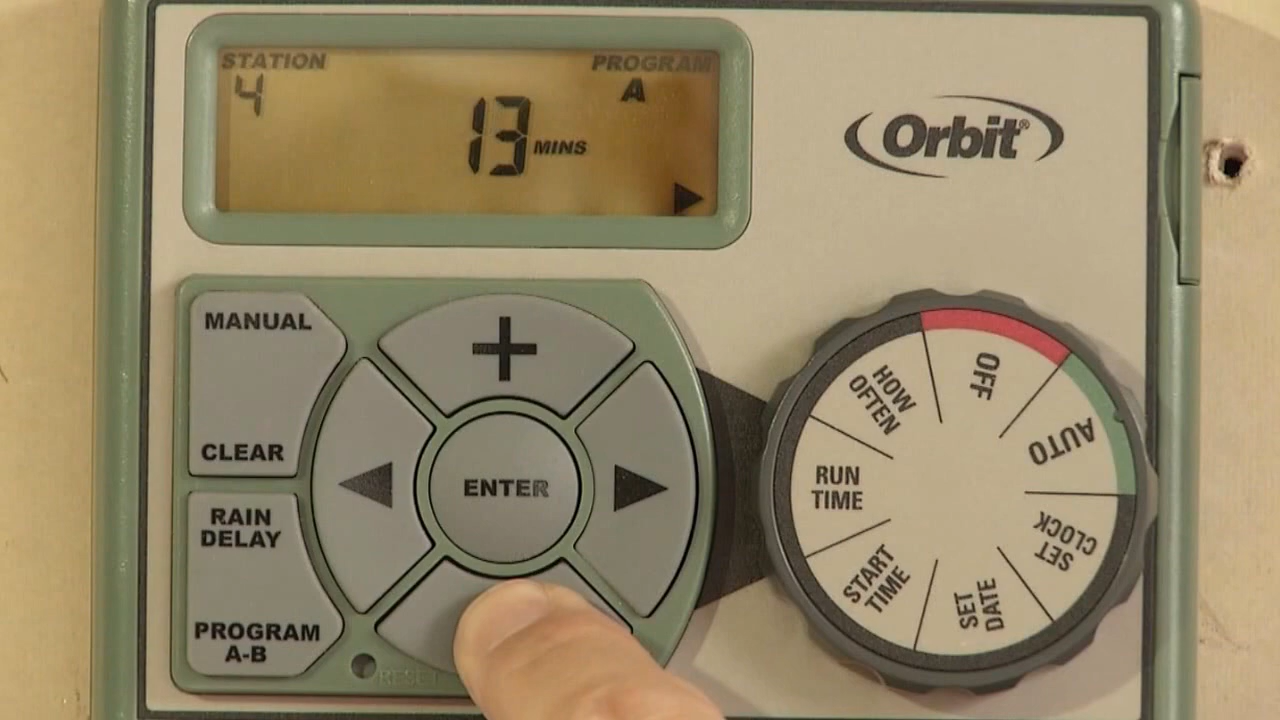 STATION
PROGRAM
4
A
13 MINS
Orbit®
MANUAL
CLEAR
RAIN
DELAY
PROGRAM
A-B
+
ENTER
RESET
OFF
AUTO
SET
CLOCK
SET
DATE
START
TIME
RUN
TIME
HOW
OFTEN